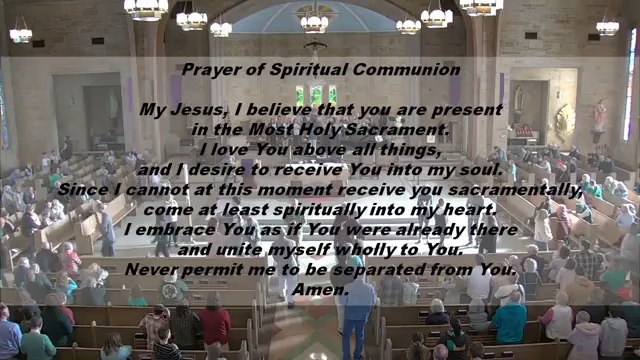 Prayer of Spiritual Communion
My Jesus, I believe that you are present
in the Most Holy Sacrament.
I love You above all things,
and I desire to receive You into my soul.
Since I cannot at this moment receive you sacramentally,
come at least spiritually into my heart.
I embrace You as if You were already there
and unite myself wholly to You.
Never permit me to be separated from You.
Amen.